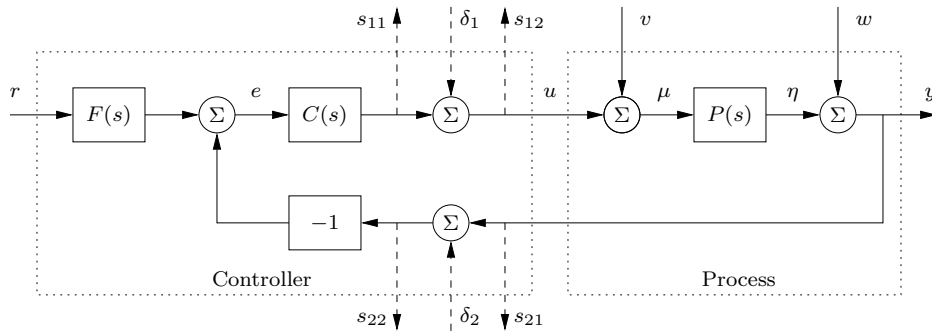 s₁₁ δ₁ s₁₂ v w
r F(s) Σ e C(s) Σ u Σ μ P(s) η Σ y
−1 Σ
Controller Process
s₂₂ δ₂ s₂₁